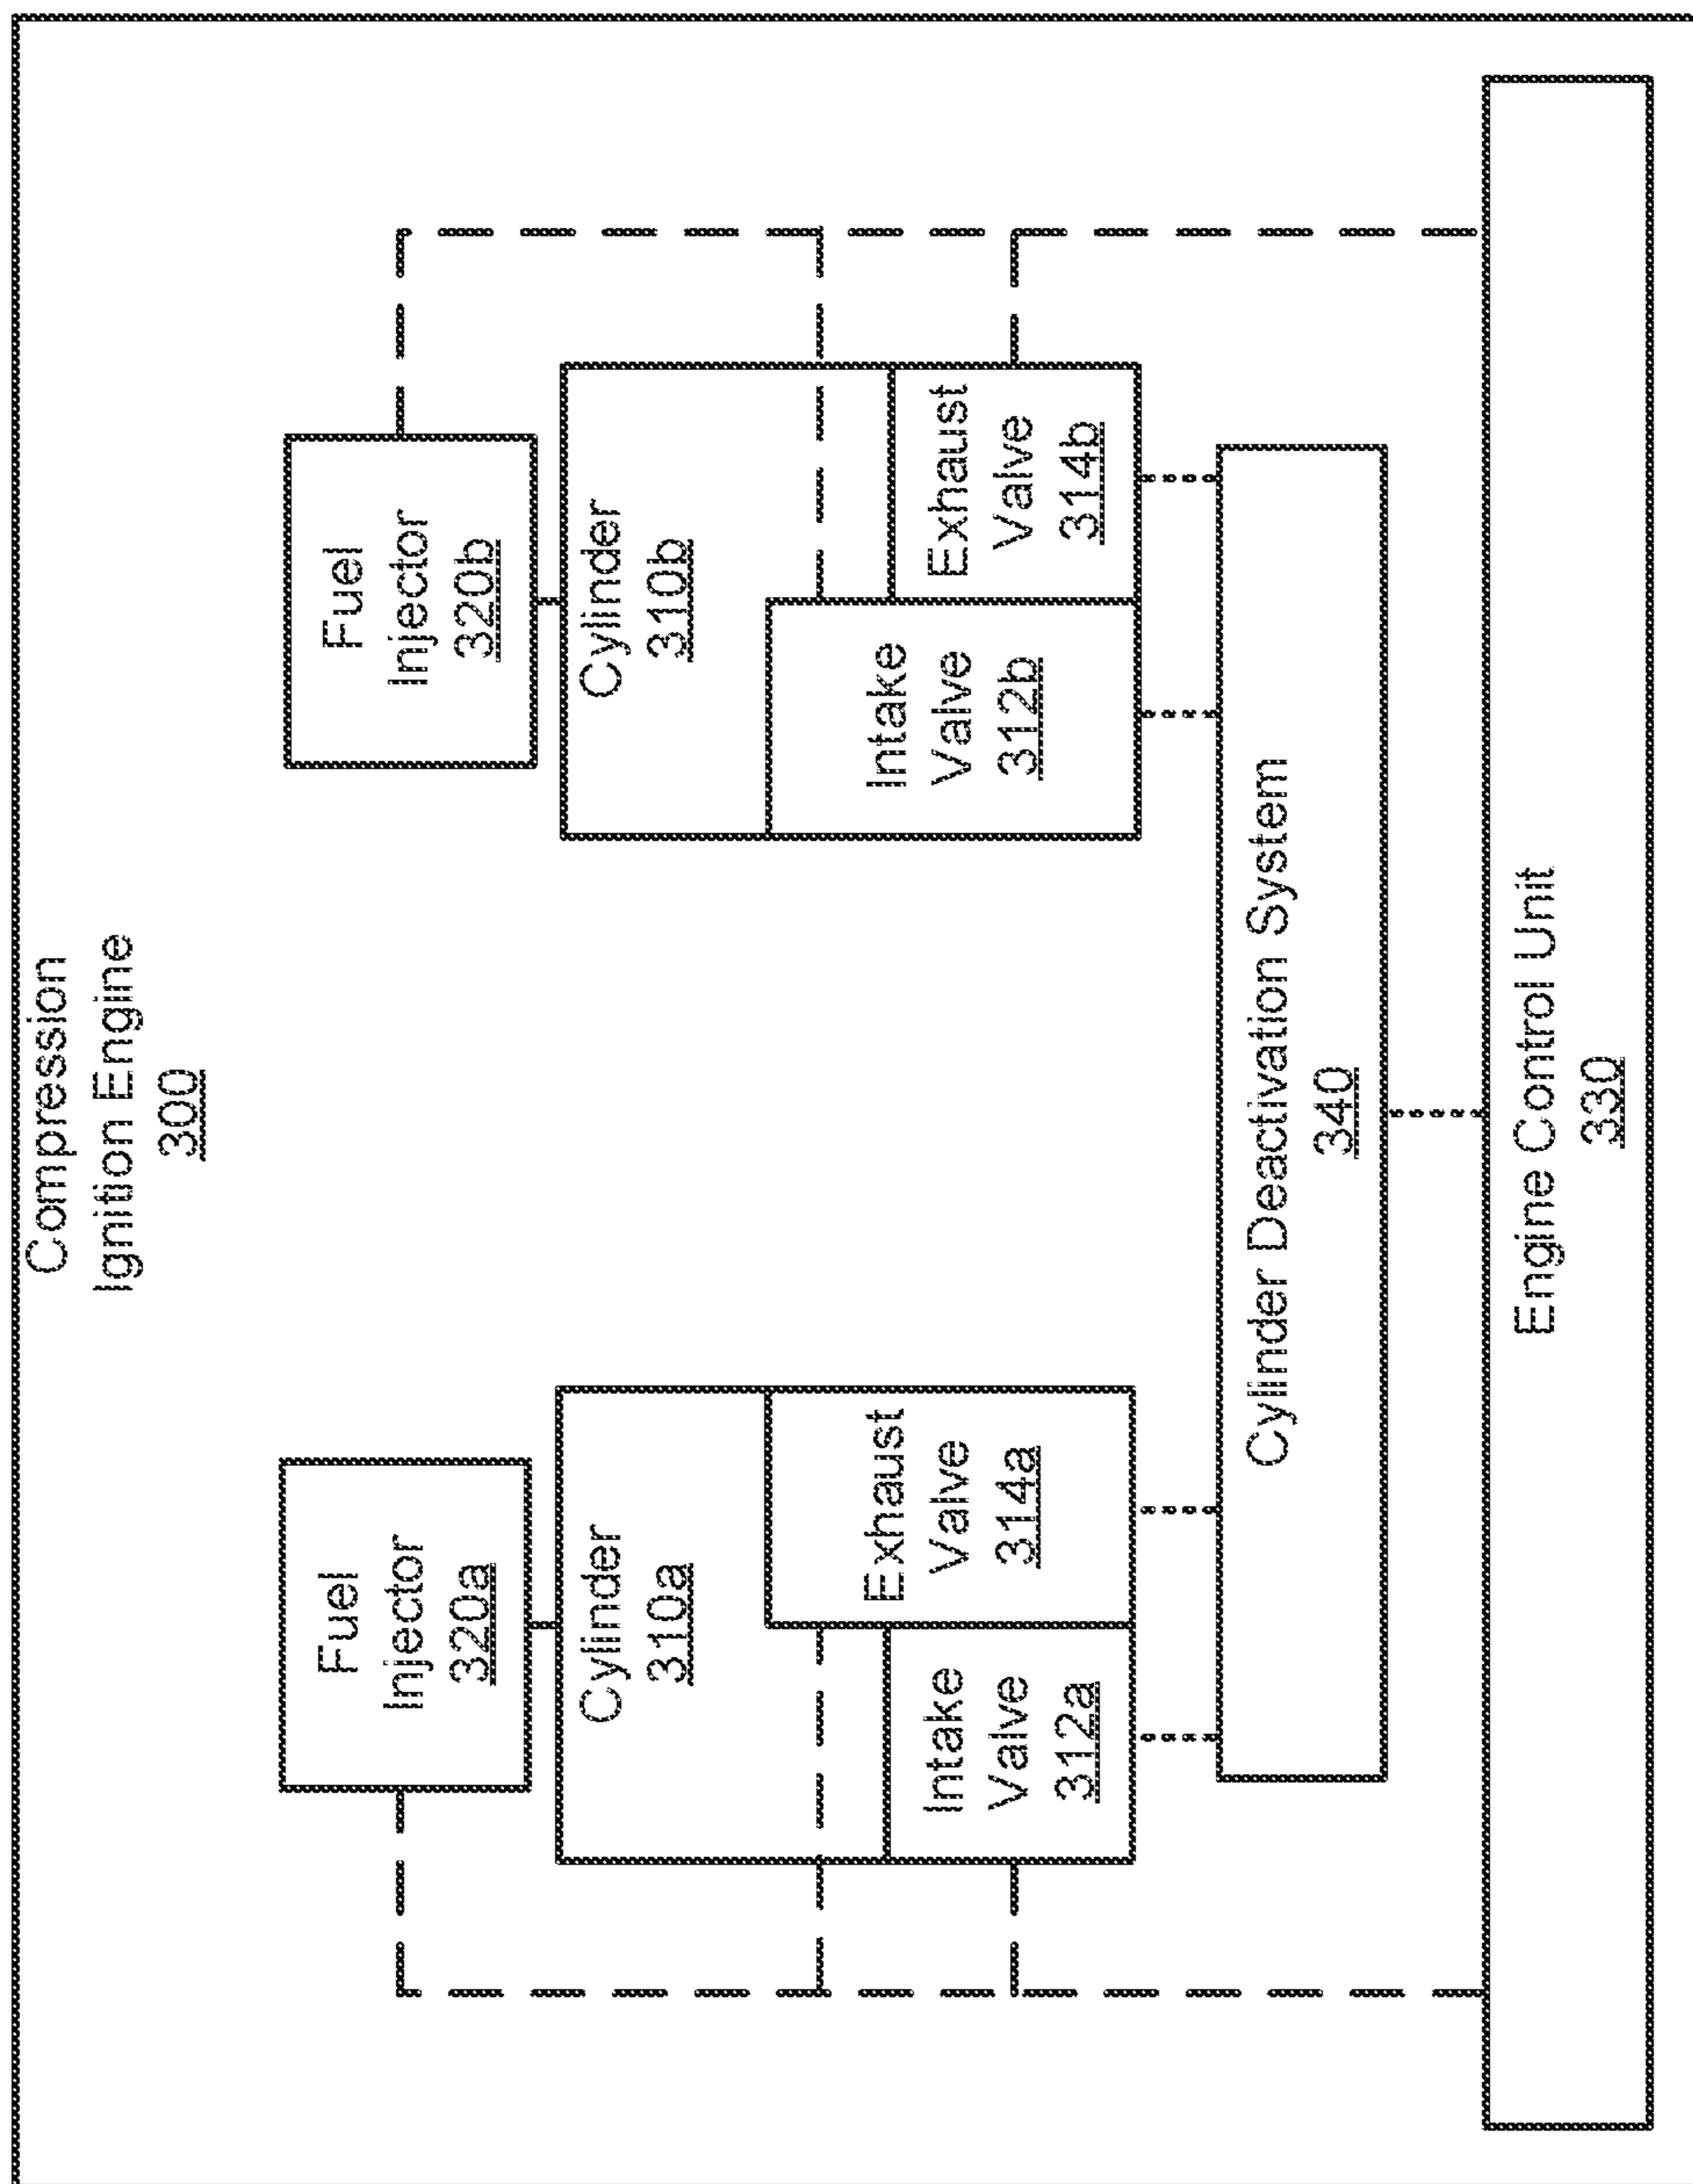 Compression
Ignition Engine
300
Fuel
Injector
320a
Fuel
Injector
320b
Cylinder
310a
Cylinder
310b
Intake
Valve
312a
Exhaust
Valve
314a
Intake
Valve
312b
Exhaust
Valve
314b
Cylinder Deactivation System
340
Engine Control Unit
330